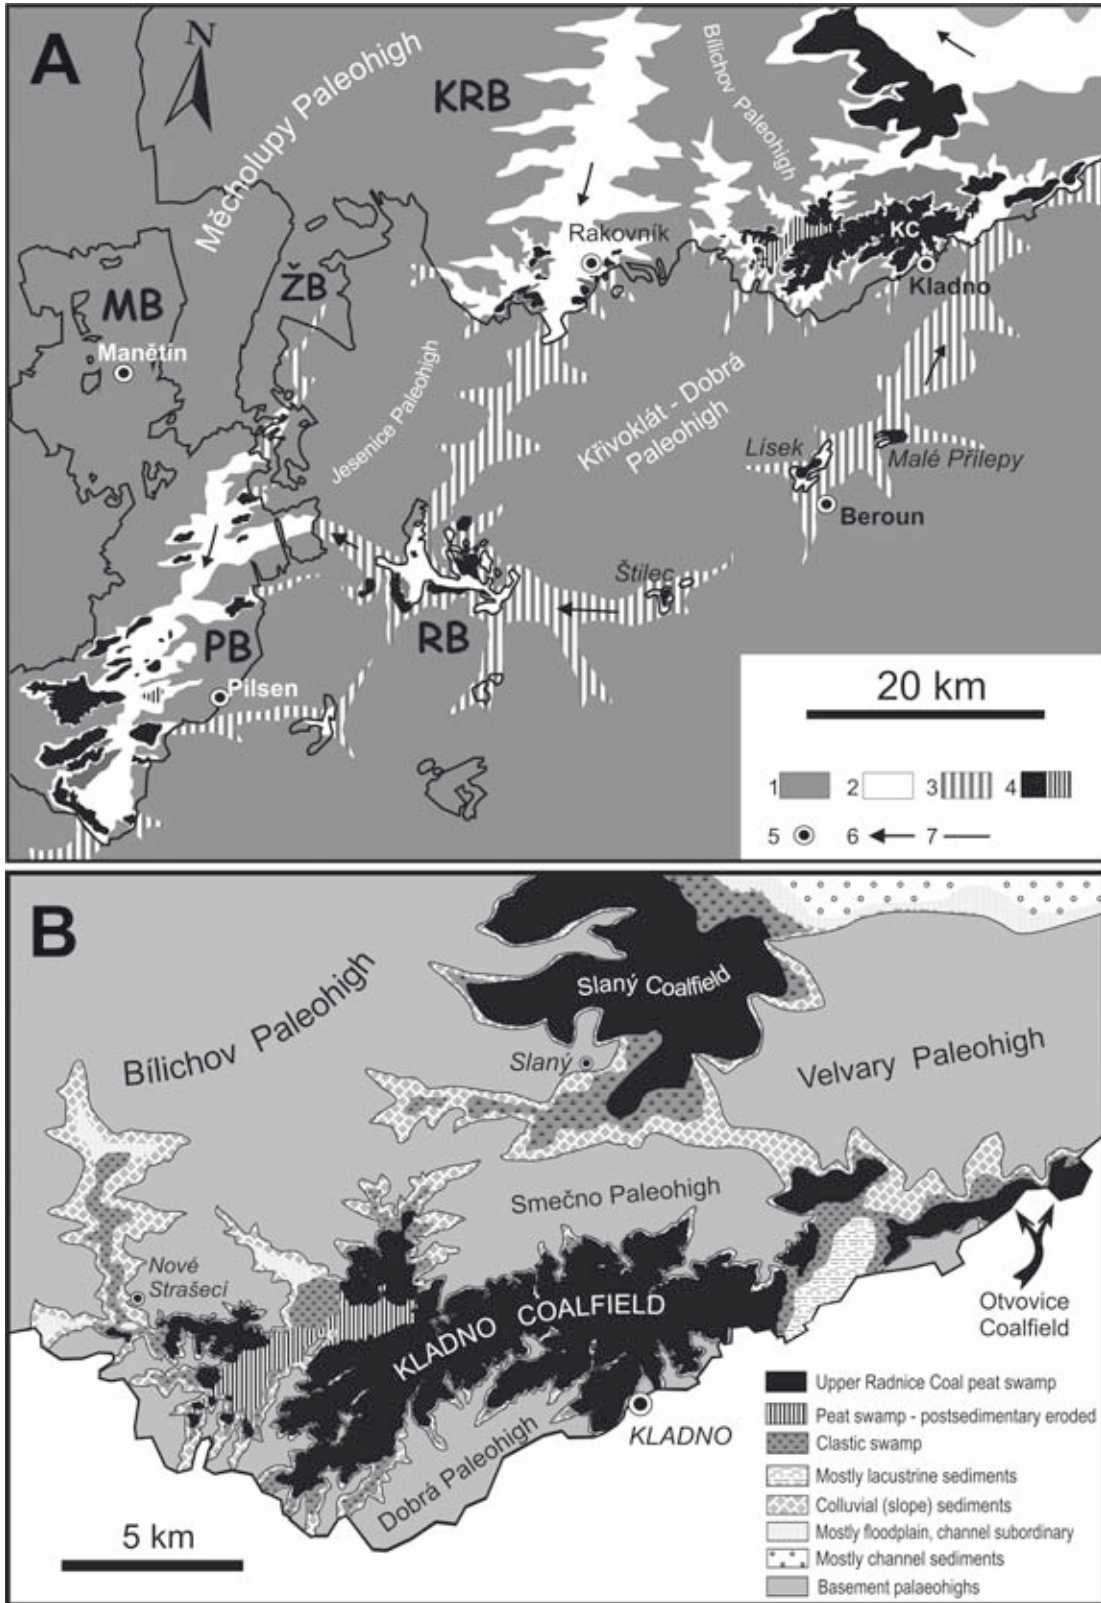 A
N
Měcholupy Paleohigh
KRB
Bílichov Paleohigh
Rakovník
KC
Kladno
MB
ŽB
Manětín
Jesenice Paleohigh
Křivoklát - Dobrá
Paleohigh
Lísek
Malé Přílepy
Beroun
Štilec
PB
RB
Pilsen
20 km
1 2 3 4
5 6 7
B
Bílichov Paleohigh
Slaný Coalfield
Slaný
Velvary Paleohigh
Smečno Paleohigh
Nové
Strašecí
KLADNO COALFIELD
Otvovice
Coalfield
KLADNO
Dobrá Paleohigh
5 km
Upper Radnice Coal peat swamp
Peat swamp - postsedimentary eroded
Clastic swamp
Mostly lacustrine sediments
Colluvial (slope) sediments
Mostly floodplain, channel subordinary
Mostly channel sediments
Basement palaeohighs